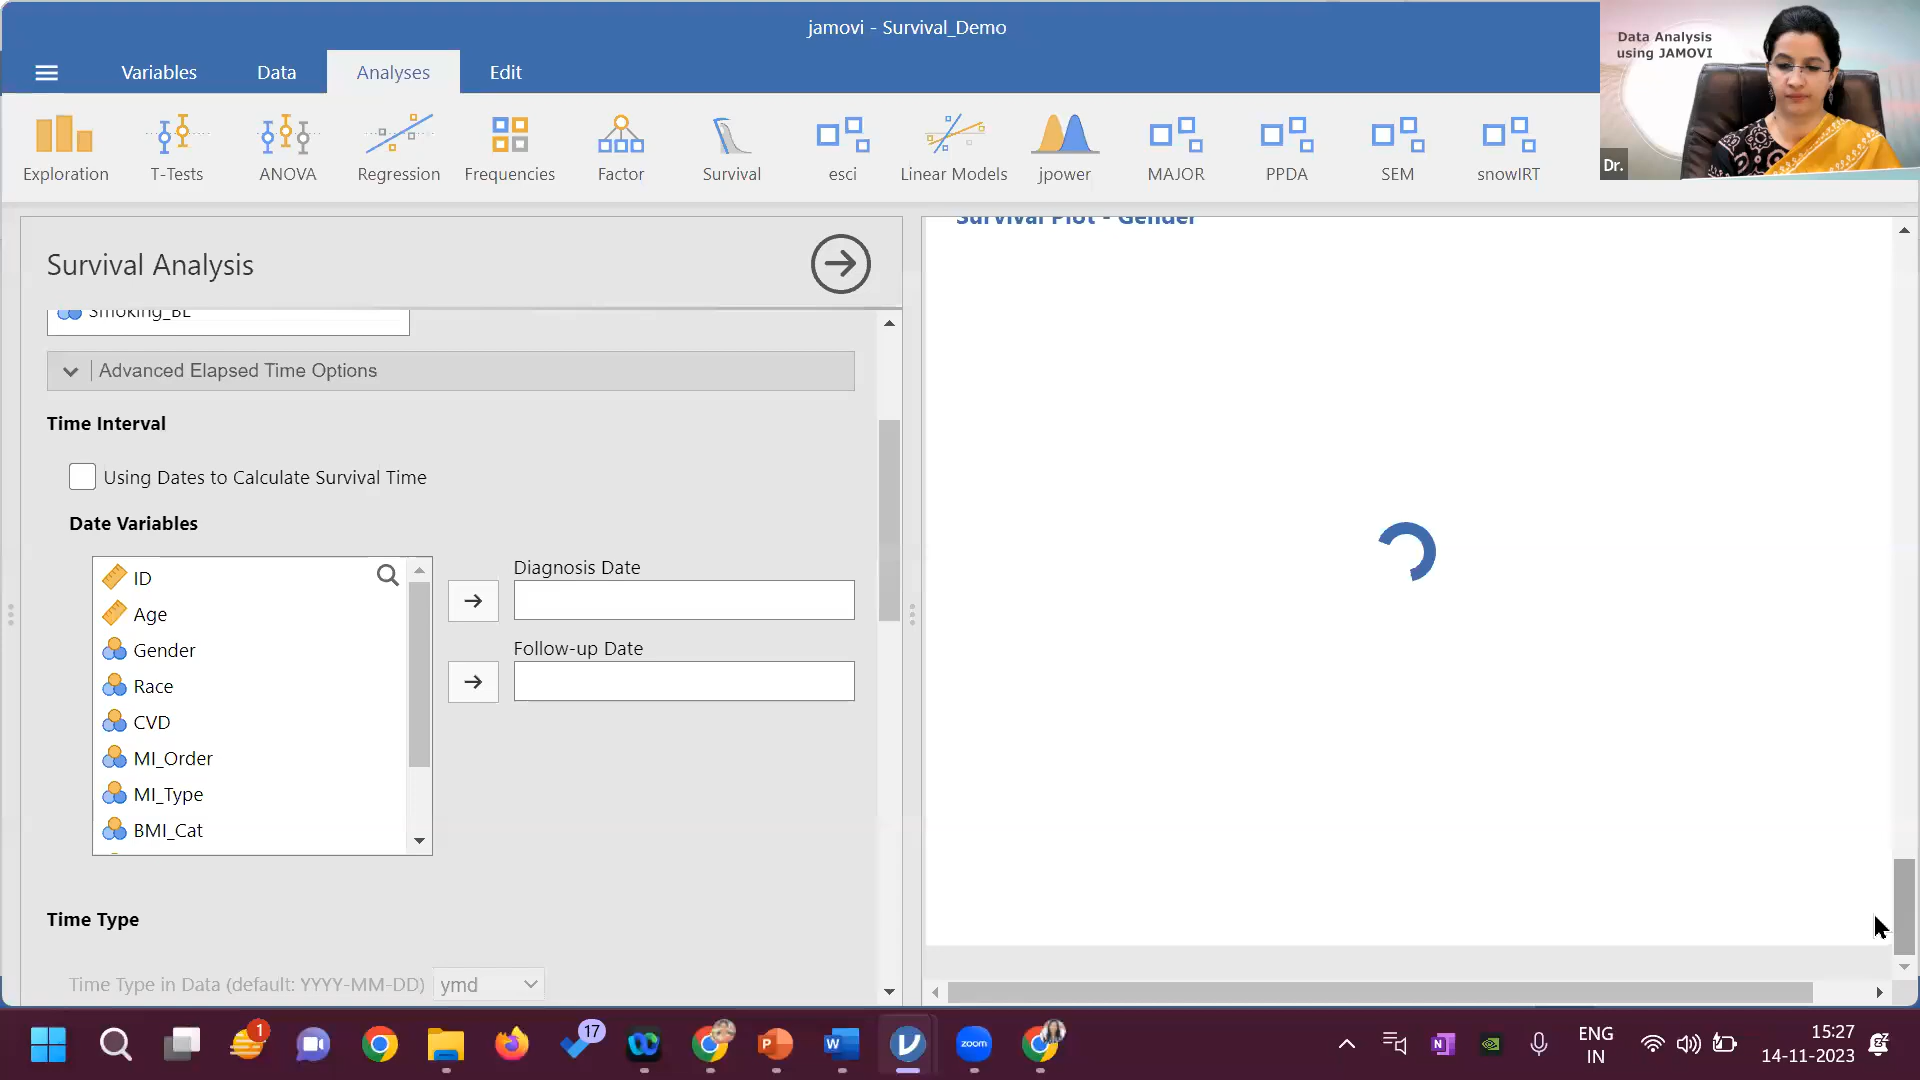 jamovi - Survival_Demo
Data Analysis
using JAMOVI
Dr.
Variables
Data
Analyses
Edit
Exploration
T-Tests
ANOVA
Regression
Frequencies
Factor
Survival
esci
Linear Models
jpower
MAJOR
PPDA
SEM
snowIRT
Survival Analysis
Smoking_BL
Advanced Elapsed Time Options
Time Interval
Using Dates to Calculate Survival Time
Date Variables
ID
Age
Gender
Race
CVD
MI_Order
MI_Type
BMI_Cat
Diagnosis Date
Follow-up Date
Time Type
Time Type in Data (default: YYYY-MM-DD) ymd
Survival Plot - Gender
1
17
W
zoom
N
ENG
IN
15:27
14-11-2023